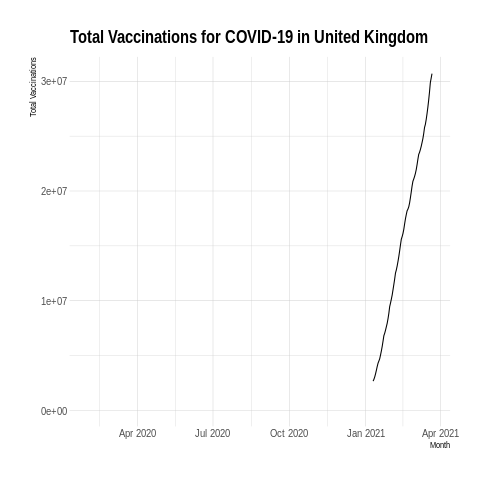 Total Vaccinations for COVID-19 in United Kingdom
Total Vaccinations
3e+07
2e+07
1e+07
0e+00
Apr 2020 Jul 2020 Oct 2020 Jan 2021 Apr 2021
Month